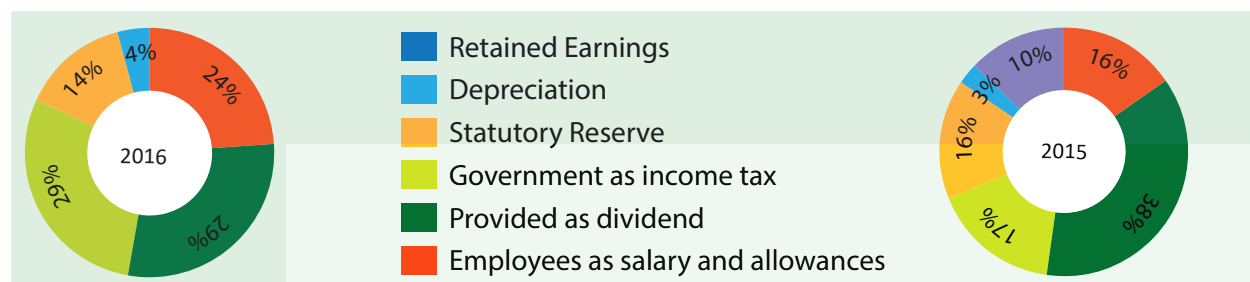 4%
24%
14%
29%
29%
2016
Retained Earnings
Depreciation
Statutory Reserve
Government as income tax
Provided as dividend
Employees as salary and allowances
10%
16%
3%
16%
38%
17%
2015